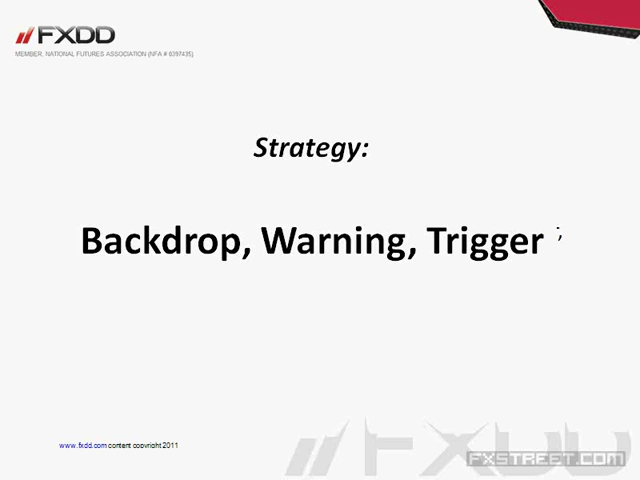 FXDD
MEMBER, NATIONAL FUTURES ASSOCIATION (NFA # 0397435)
Strategy:
Backdrop, Warning, Trigger
www.fxdd.com content copyright 2011
FXDD
FXSTREET.COM